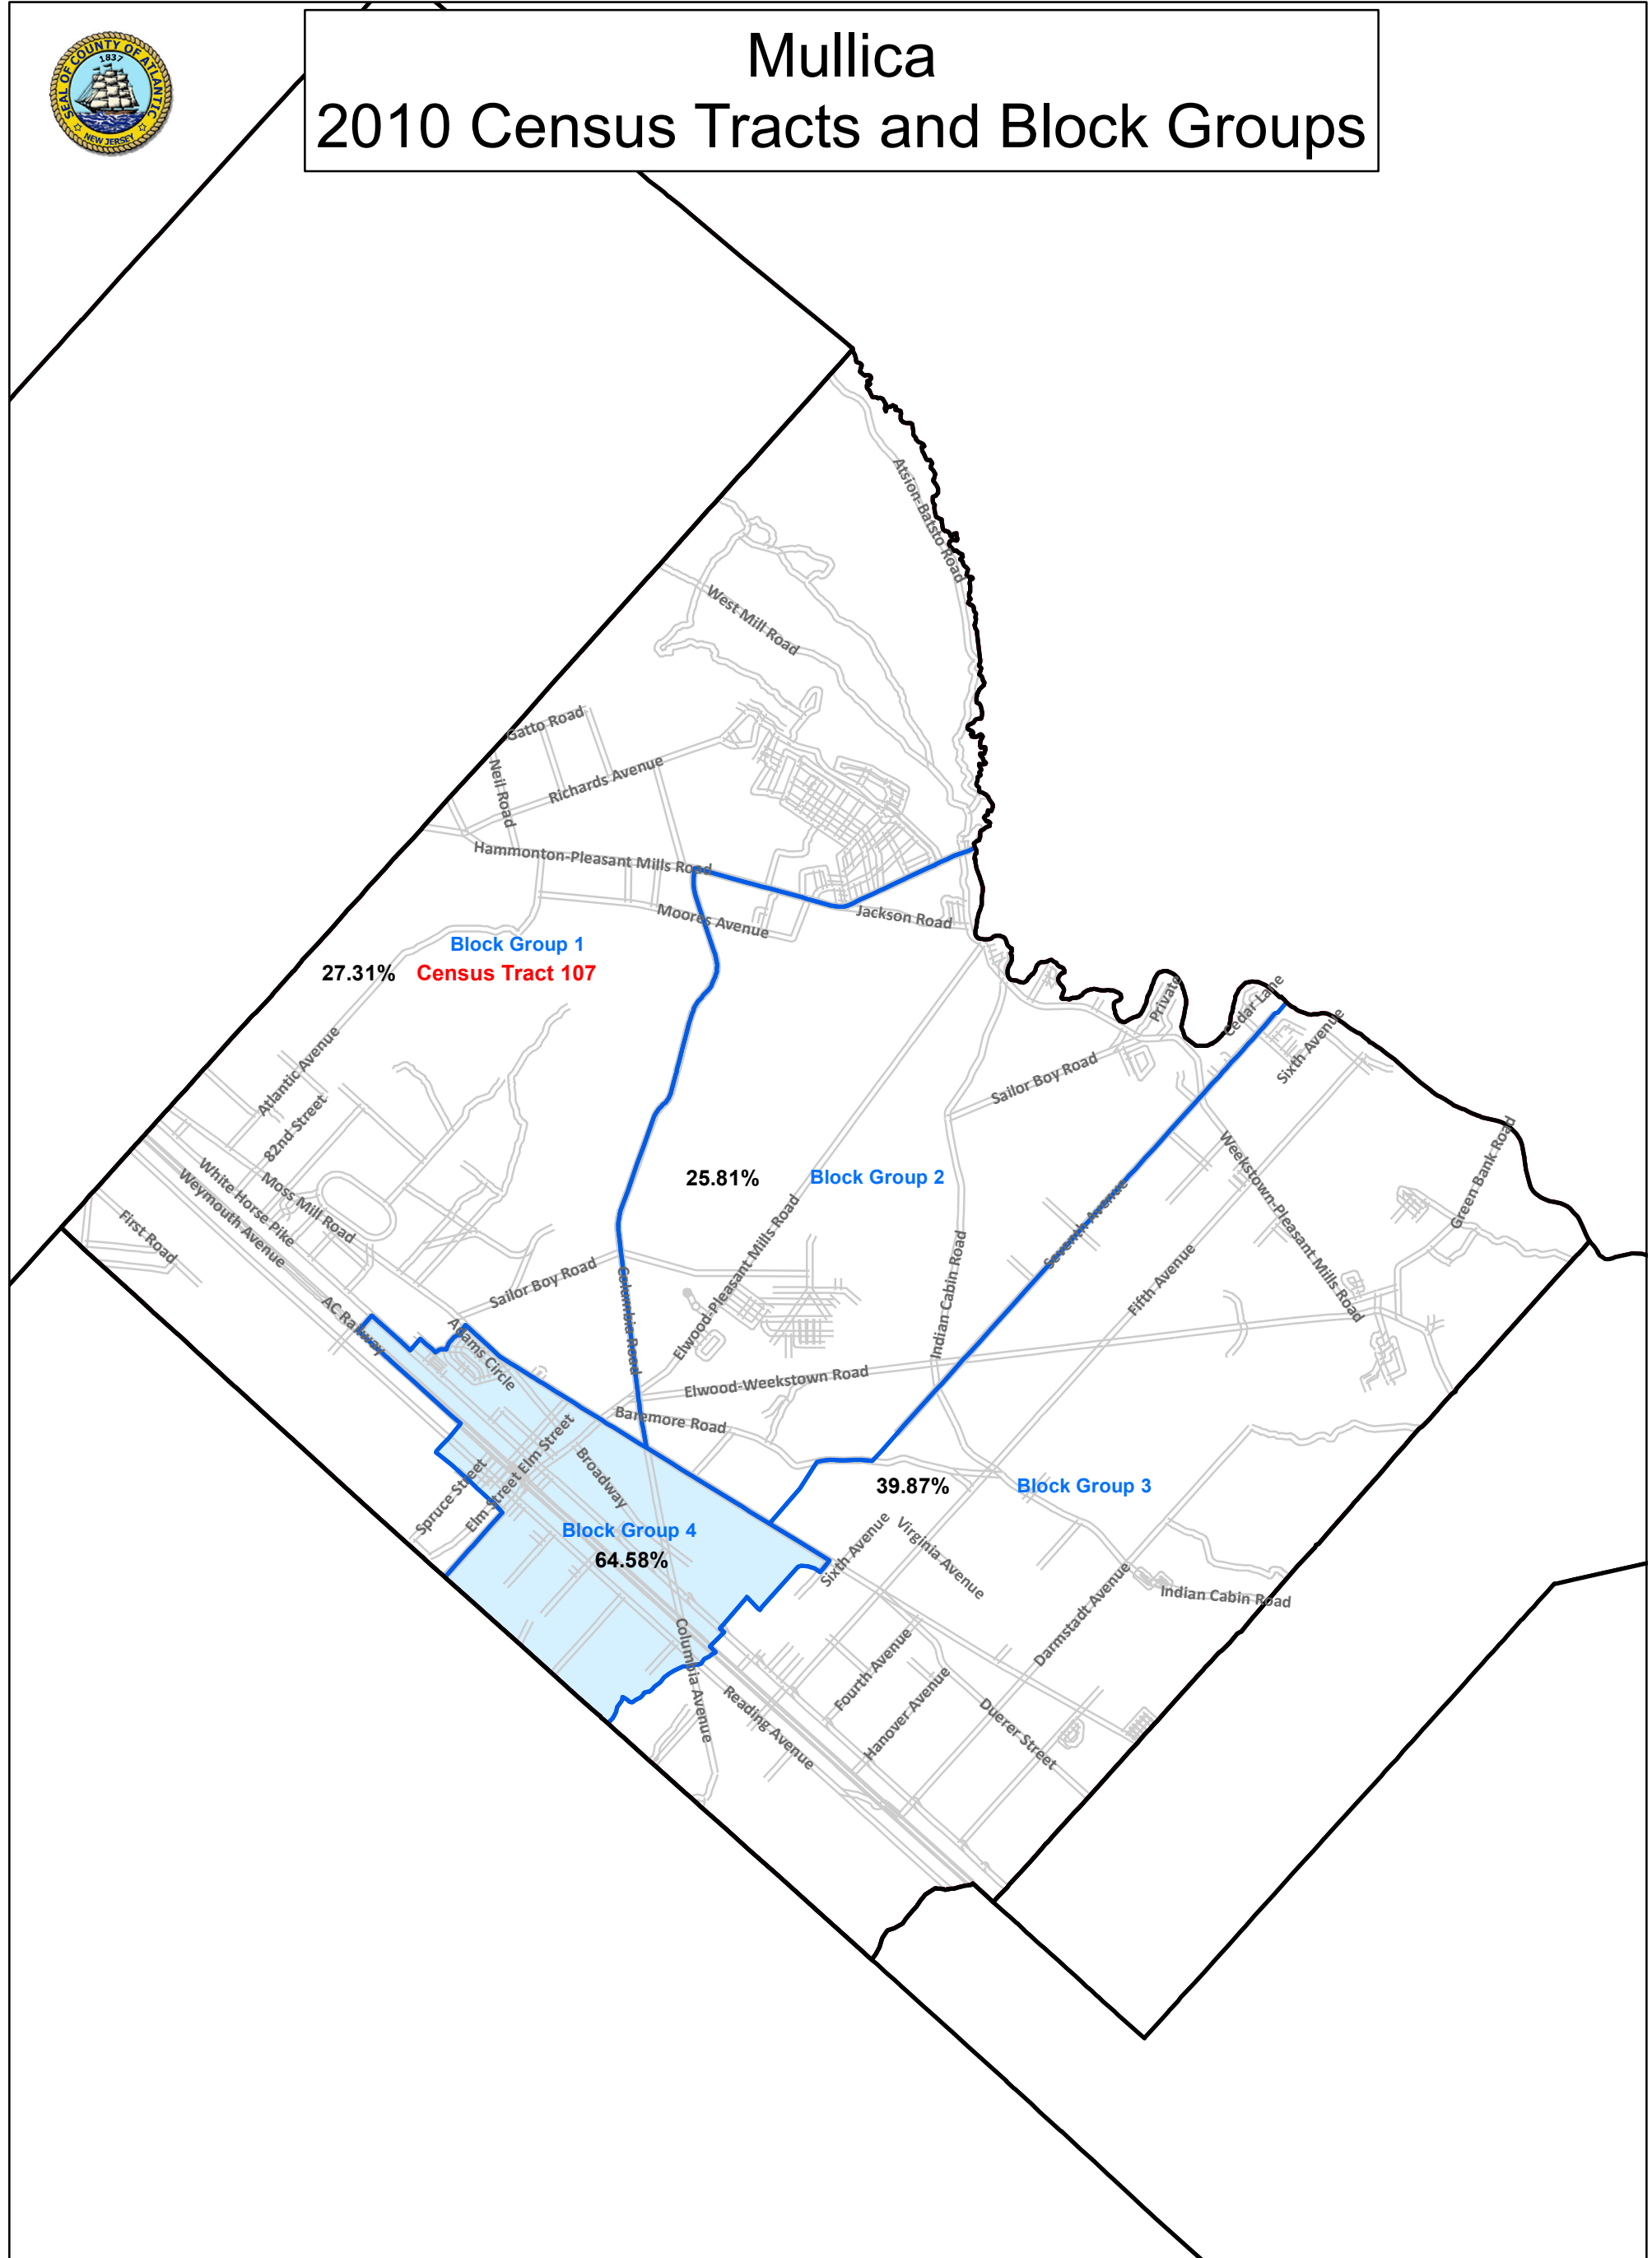 SEAL OF COUNTY OF ATLANTIC
1837
NEW JERSEY
Mullica
2010 Census Tracts and Block Groups
Atsion-Batsto Road
West Mill Road
Gatto Road
Neil Road
Richards Avenue
Hammonton-Pleasant Mills Road
Moores Avenue
Jackson Road
Block Group 1
27.31%
Census Tract 107
Private
Cedar Lane
Sixth Avenue
Atlantic Avenue
82nd Street
Sailor Boy Road
White Horse Pike
Moss Mill Road
Weymouth Avenue
First Road
25.81%
Block Group 2
Weekstown-Pleasant Mills Road
Green Bank Road
Seventh Avenue
Fifth Avenue
Sailor Boy Road
Columbia Road
Elwood-Pleasant Mills Road
Indian Cabin Road
AC Railway
Adams Circle
Elwood-Weekstown Road
Baremore Road
Spruce Street
Elm Street
Elm Street
Broadway
39.87%
Block Group 3
Block Group 4
64.58%
Sixth Avenue
Virginia Avenue
Indian Cabin Road
Darmstadt Avenue
Columbia Avenue
Fourth Avenue
Hanover Avenue
Reading Avenue
Duerer Street